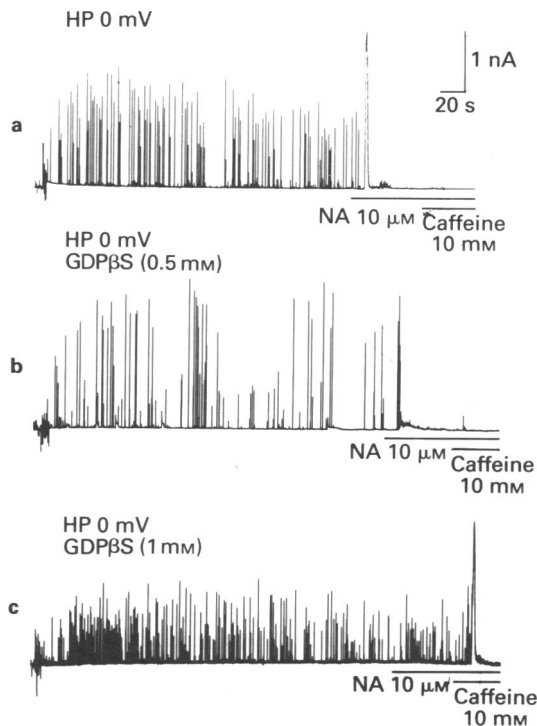 HP 0 mV
1 nA
20 s
a
NA 10 μM Caffeine
10 mM
HP 0 mV
GDPβS (0.5 mM)
b
NA 10 μM
Caffeine
10 mM
HP 0 mV
GDPβS (1 mM)
c
NA 10 μM
Caffeine
10 mM